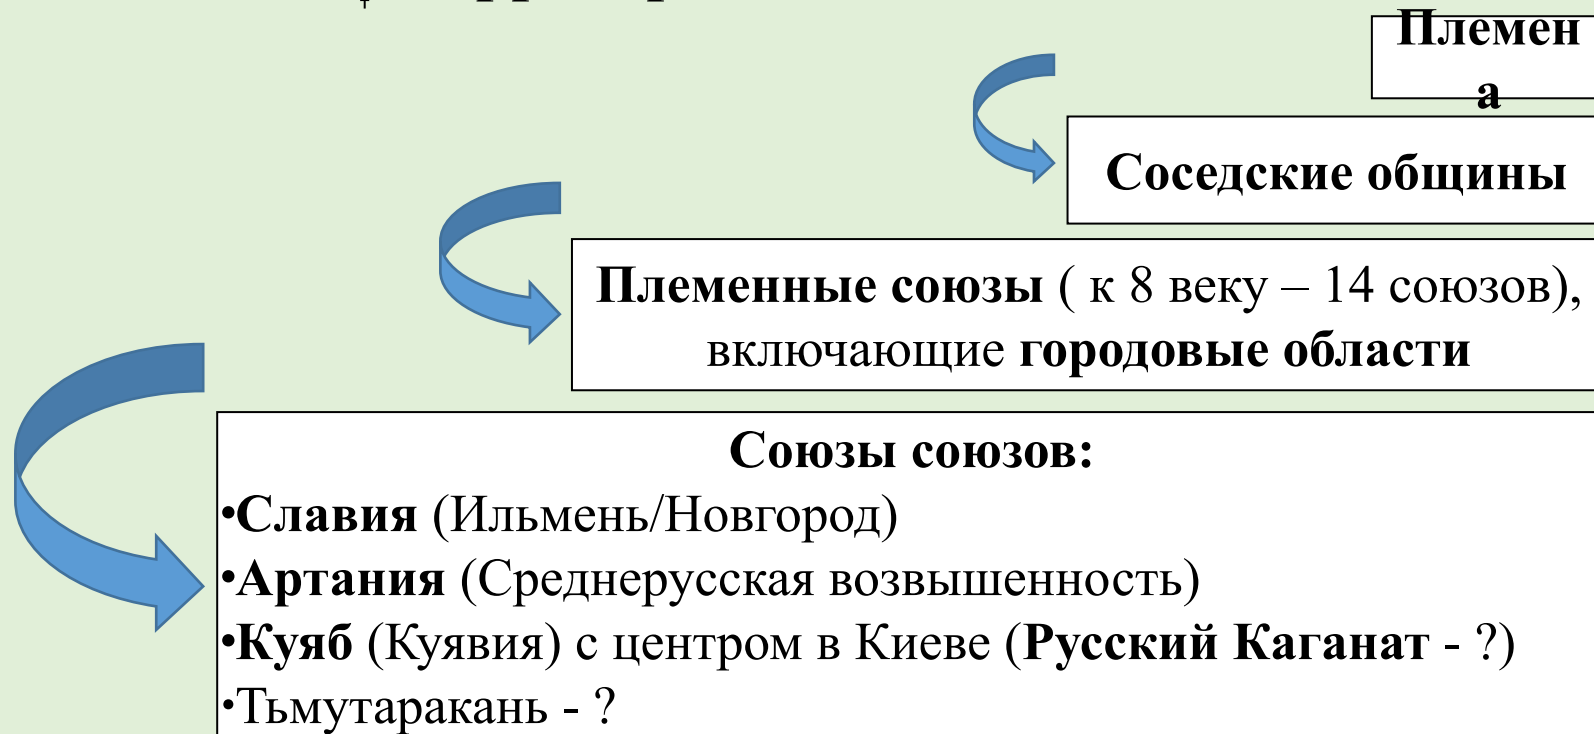 Племен
а
Соседские общины
Племенные союзы ( к 8 веку – 14 союзов),
включающие городовые области
Союзы союзов:
•Славия (Ильмень/Новгород)
•Артания (Среднерусская возвышенность)
•Куяб (Куявия) с центром в Киеве (Русский Каганат - ?)
•Тьмутаракань - ?